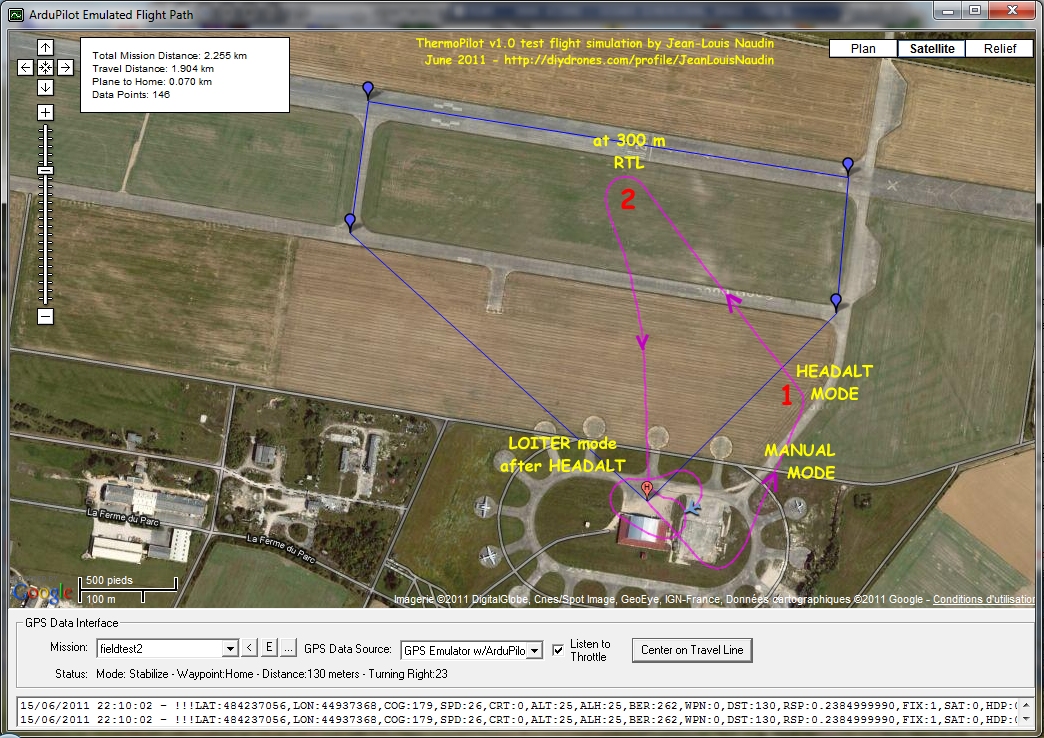 ArduPilot Emulated Flight Path
Total Mission Distance: 2.255 km
Travel Distance: 1.904 km
Plane to Home: 0.070 km
Data Points: 146
ThermoPilot v1.0 test flight simulation by Jean-Louis Naudin
June 2011 - http://diydrones.com/profile/JeanLouisNaudin
Plan
Satellite
Relief
at 300 m
RTL
2
HEADALT
MODE
1
MANUAL
MODE
LOITER mode
after HEADALT
H
La Ferme du Parc
La Ferme du Parc
500 pieds
100 m
Google
Imagerie ©2011 DigitalGlobe, Cnes/Spot Image, GeoEye, IGN-France, Données cartographiques ©2011 Google - Conditions d'utilisation
GPS Data Interface
Mission:
fieldtest2
<
E
...
GPS Data Source:
GPS Emulator w/ArduPilo
Listen to
Throttle
Center on Travel Line
Status:
Mode: Stabilize - Waypoint:Home - Distance:130 meters - Turning Right:23
15/06/2011 22:10:02 - !!!LAT:484237056,LON:44937368,COG:179,SPD:26,CRT:0,ALT:25,ALH:25,BER:262,WPN:0,DST:130,RSP:0.2384999990,FIX:1,SAT:0,HDP:
15/06/2011 22:10:02 - !!!LAT:484237056,LON:44937368,COG:179,SPD:26,CRT:0,ALT:25,ALH:25,BER:262,WPN:0,DST:130,RSP:0.2384999990,FIX:1,SAT:0,HDP: